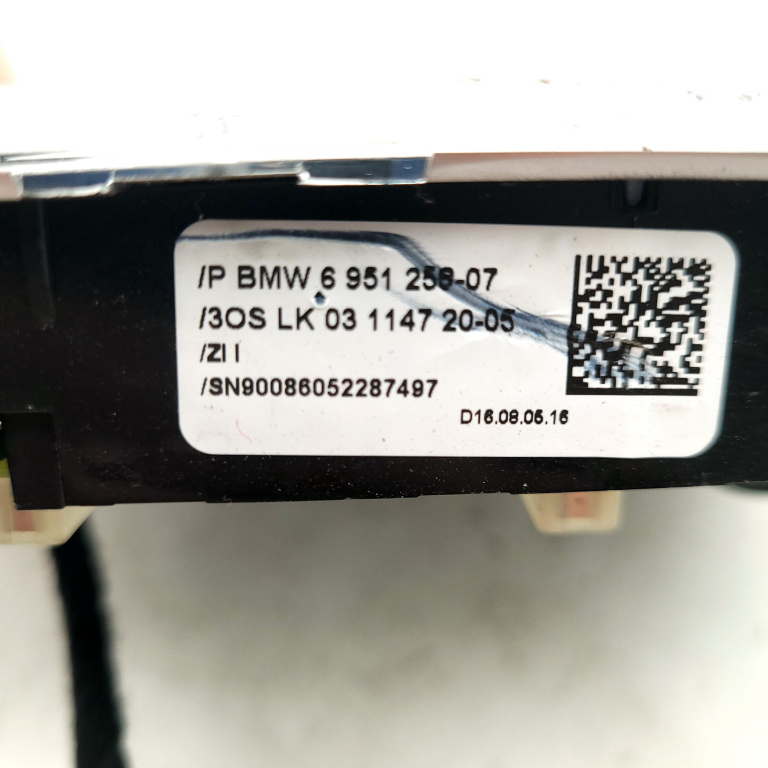 /P BMW 6 951 258-07
/3OS LK 03 1147 20-05
/ZI I
/SN90086052287497
D16.08.05.16